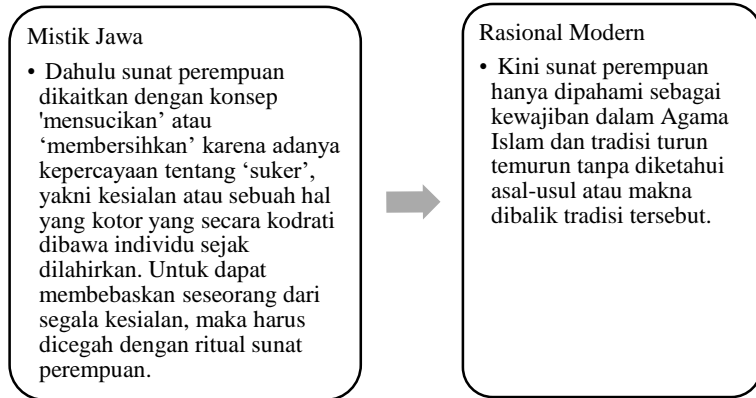 Mistik Jawa
• Dahulu sunat perempuan
dikaitkan dengan konsep
'mensucikan’ atau
‘membersihkan’ karena adanya
kepercayaan tentang ‘suker’,
yakni kesialan atau sebuah hal
yang kotor yang secara kodrati
dibawa individu sejak
dilahirkan. Untuk dapat
membebaskan seseorang dari
segala kesialan, maka harus
dicegah dengan ritual sunat
perempuan.
Rasional Modern
• Kini sunat perempuan
hanya dipahami sebagai
kewajiban dalam Agama
Islam dan tradisi turun
temurun tanpa diketahui
asal-usul atau makna
dibalik tradisi tersebut.